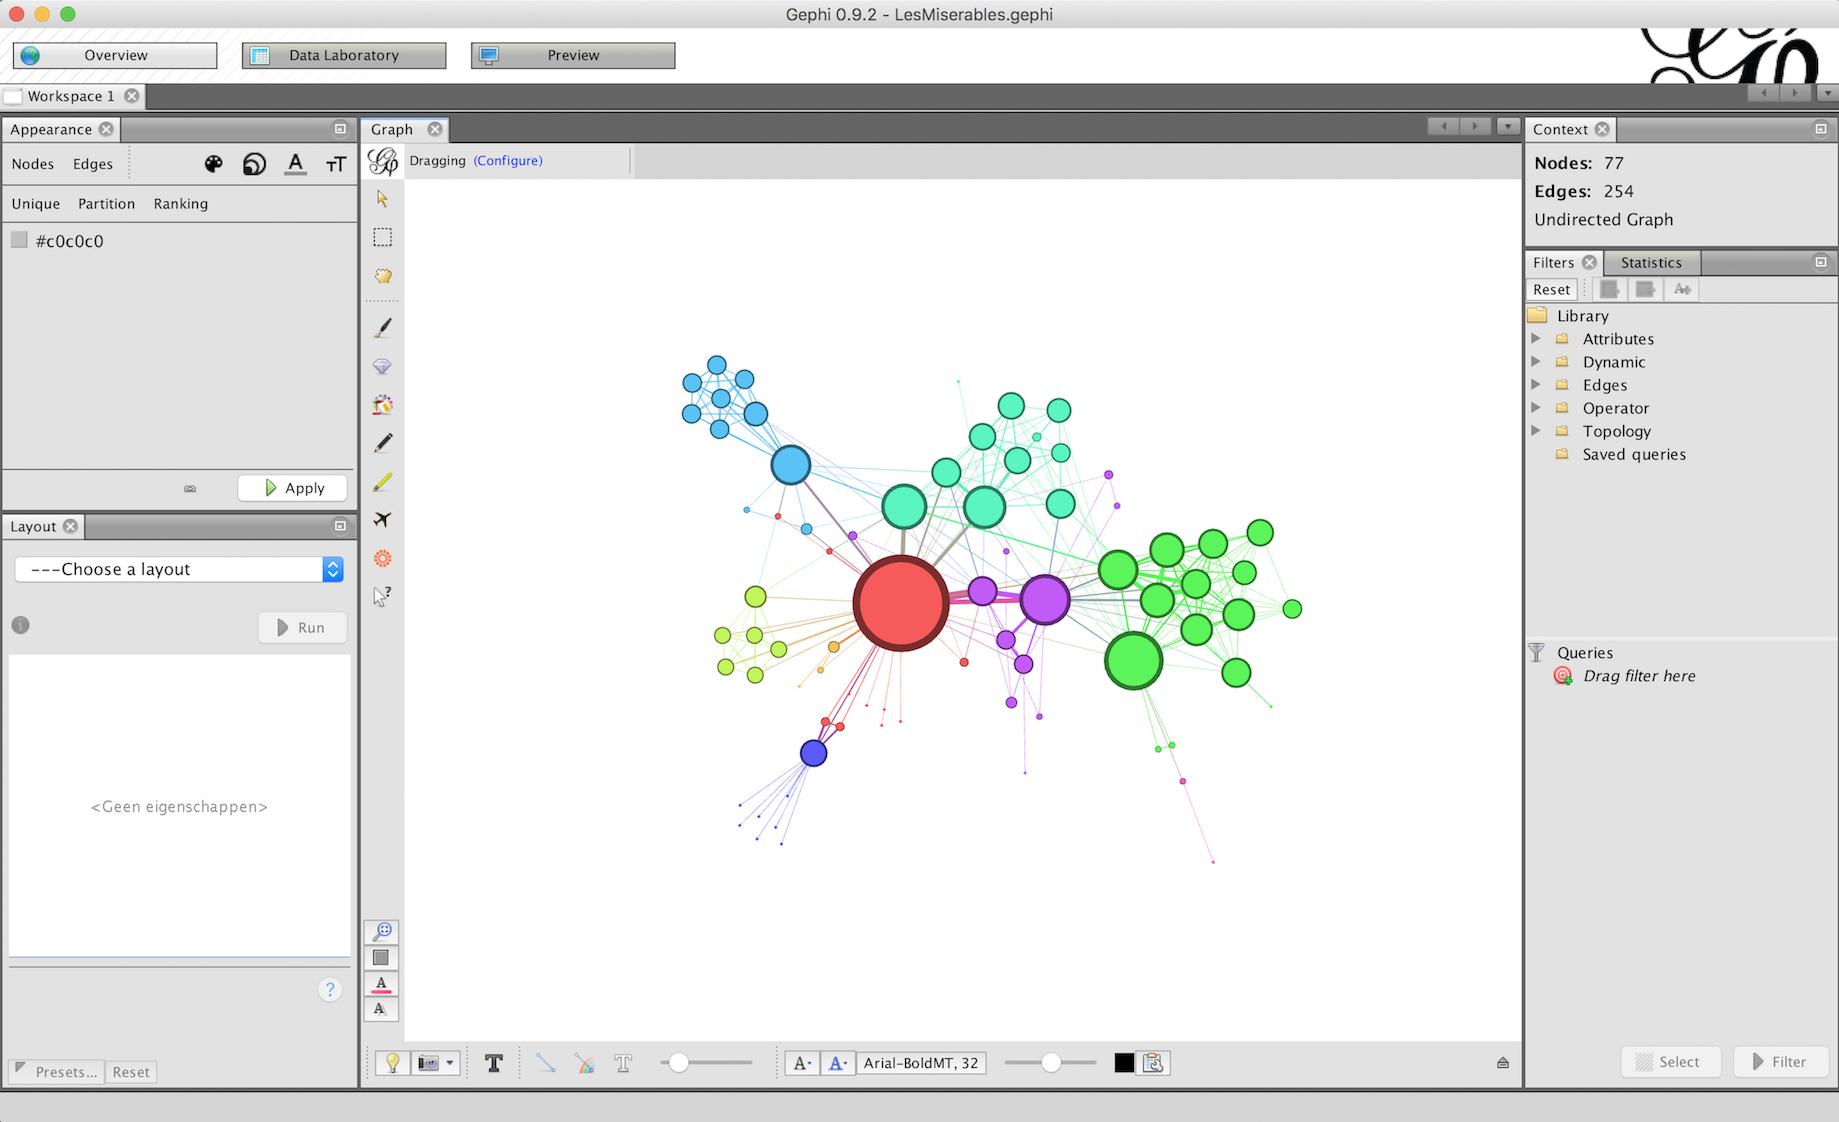 Gephi 0.9.2 - LesMiserables.gephi
Overview
Data Laboratory
Preview
Workspace 1
Appearance
Nodes Edges
Unique Partition Ranking
#c0c0c0
Apply
Layout
---Choose a layout
Run
<Geen eigenschappen>
?
Presets... Reset
Graph
Dragging (Configure)
A
A
T
T
A
A
Arial-BoldMT, 32
Context
Nodes: 77
Edges: 254
Undirected Graph
Filters
Statistics
Reset
Library
Attributes
Dynamic
Edges
Operator
Topology
Saved queries
Queries
Drag filter here
Select
Filter